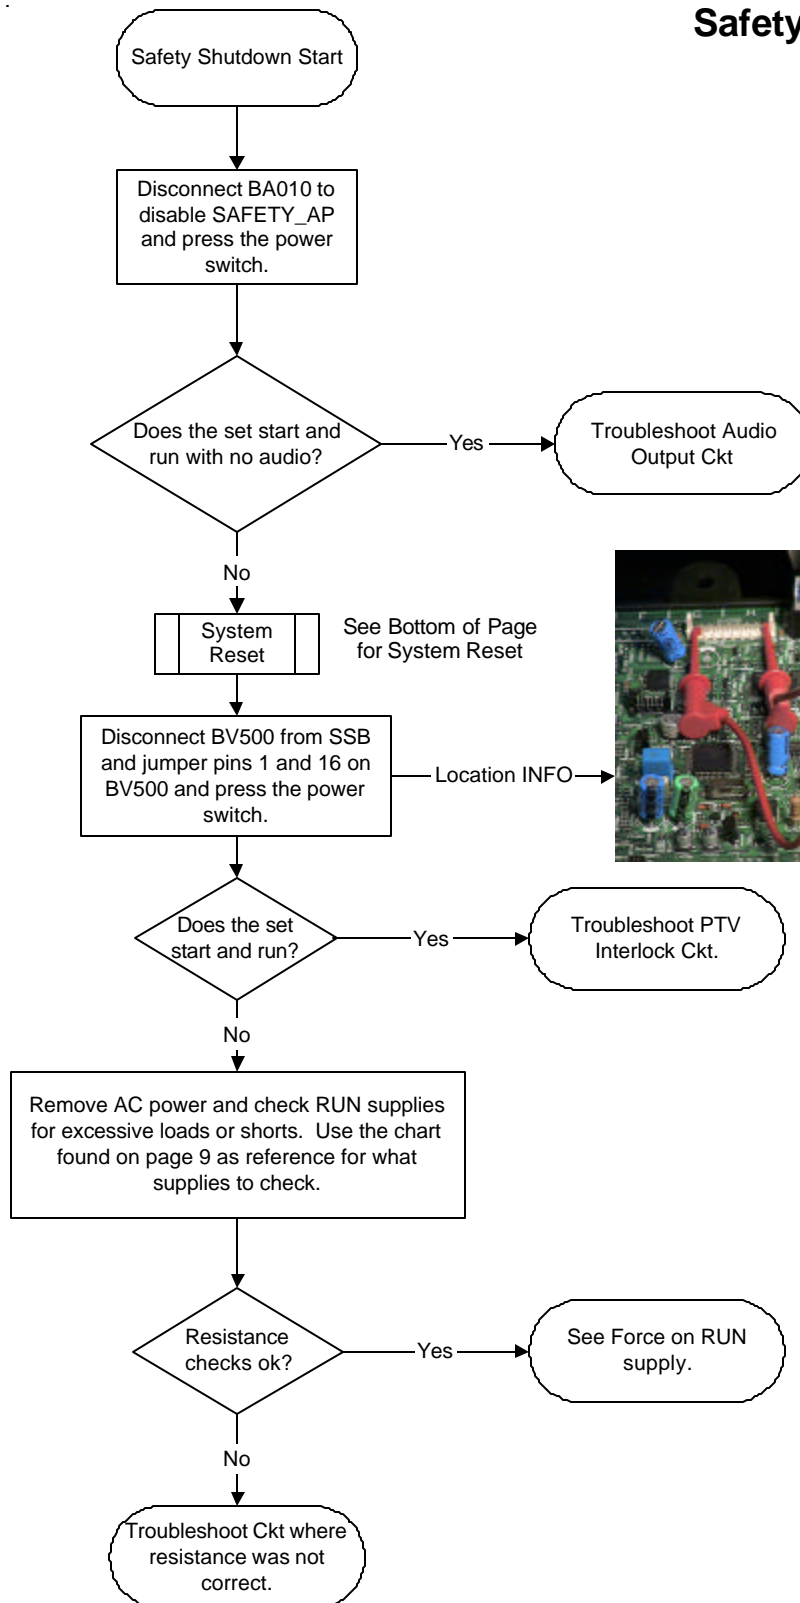 Safety
Safety Shutdown Start
Disconnect BA010 to
disable SAFETY_AP
and press the power
switch.
Does the set start and
run with no audio?
Yes
Troubleshoot Audio
Output Ckt
No
System
Reset
See Bottom of Page
for System Reset
Disconnect BV500 from SSB
and jumper pins 1 and 16 on
BV500 and press the power
switch.
Location INFO
Does the set
start and run?
Yes
Troubleshoot PTV
Interlock Ckt.
No
Remove AC power and check RUN supplies
for excessive loads or shorts. Use the chart
found on page 9 as reference for what
supplies to check.
Resistance
checks ok?
Yes
See Force on RUN
supply.
No
Troubleshoot Ckt where
resistance was not
correct.